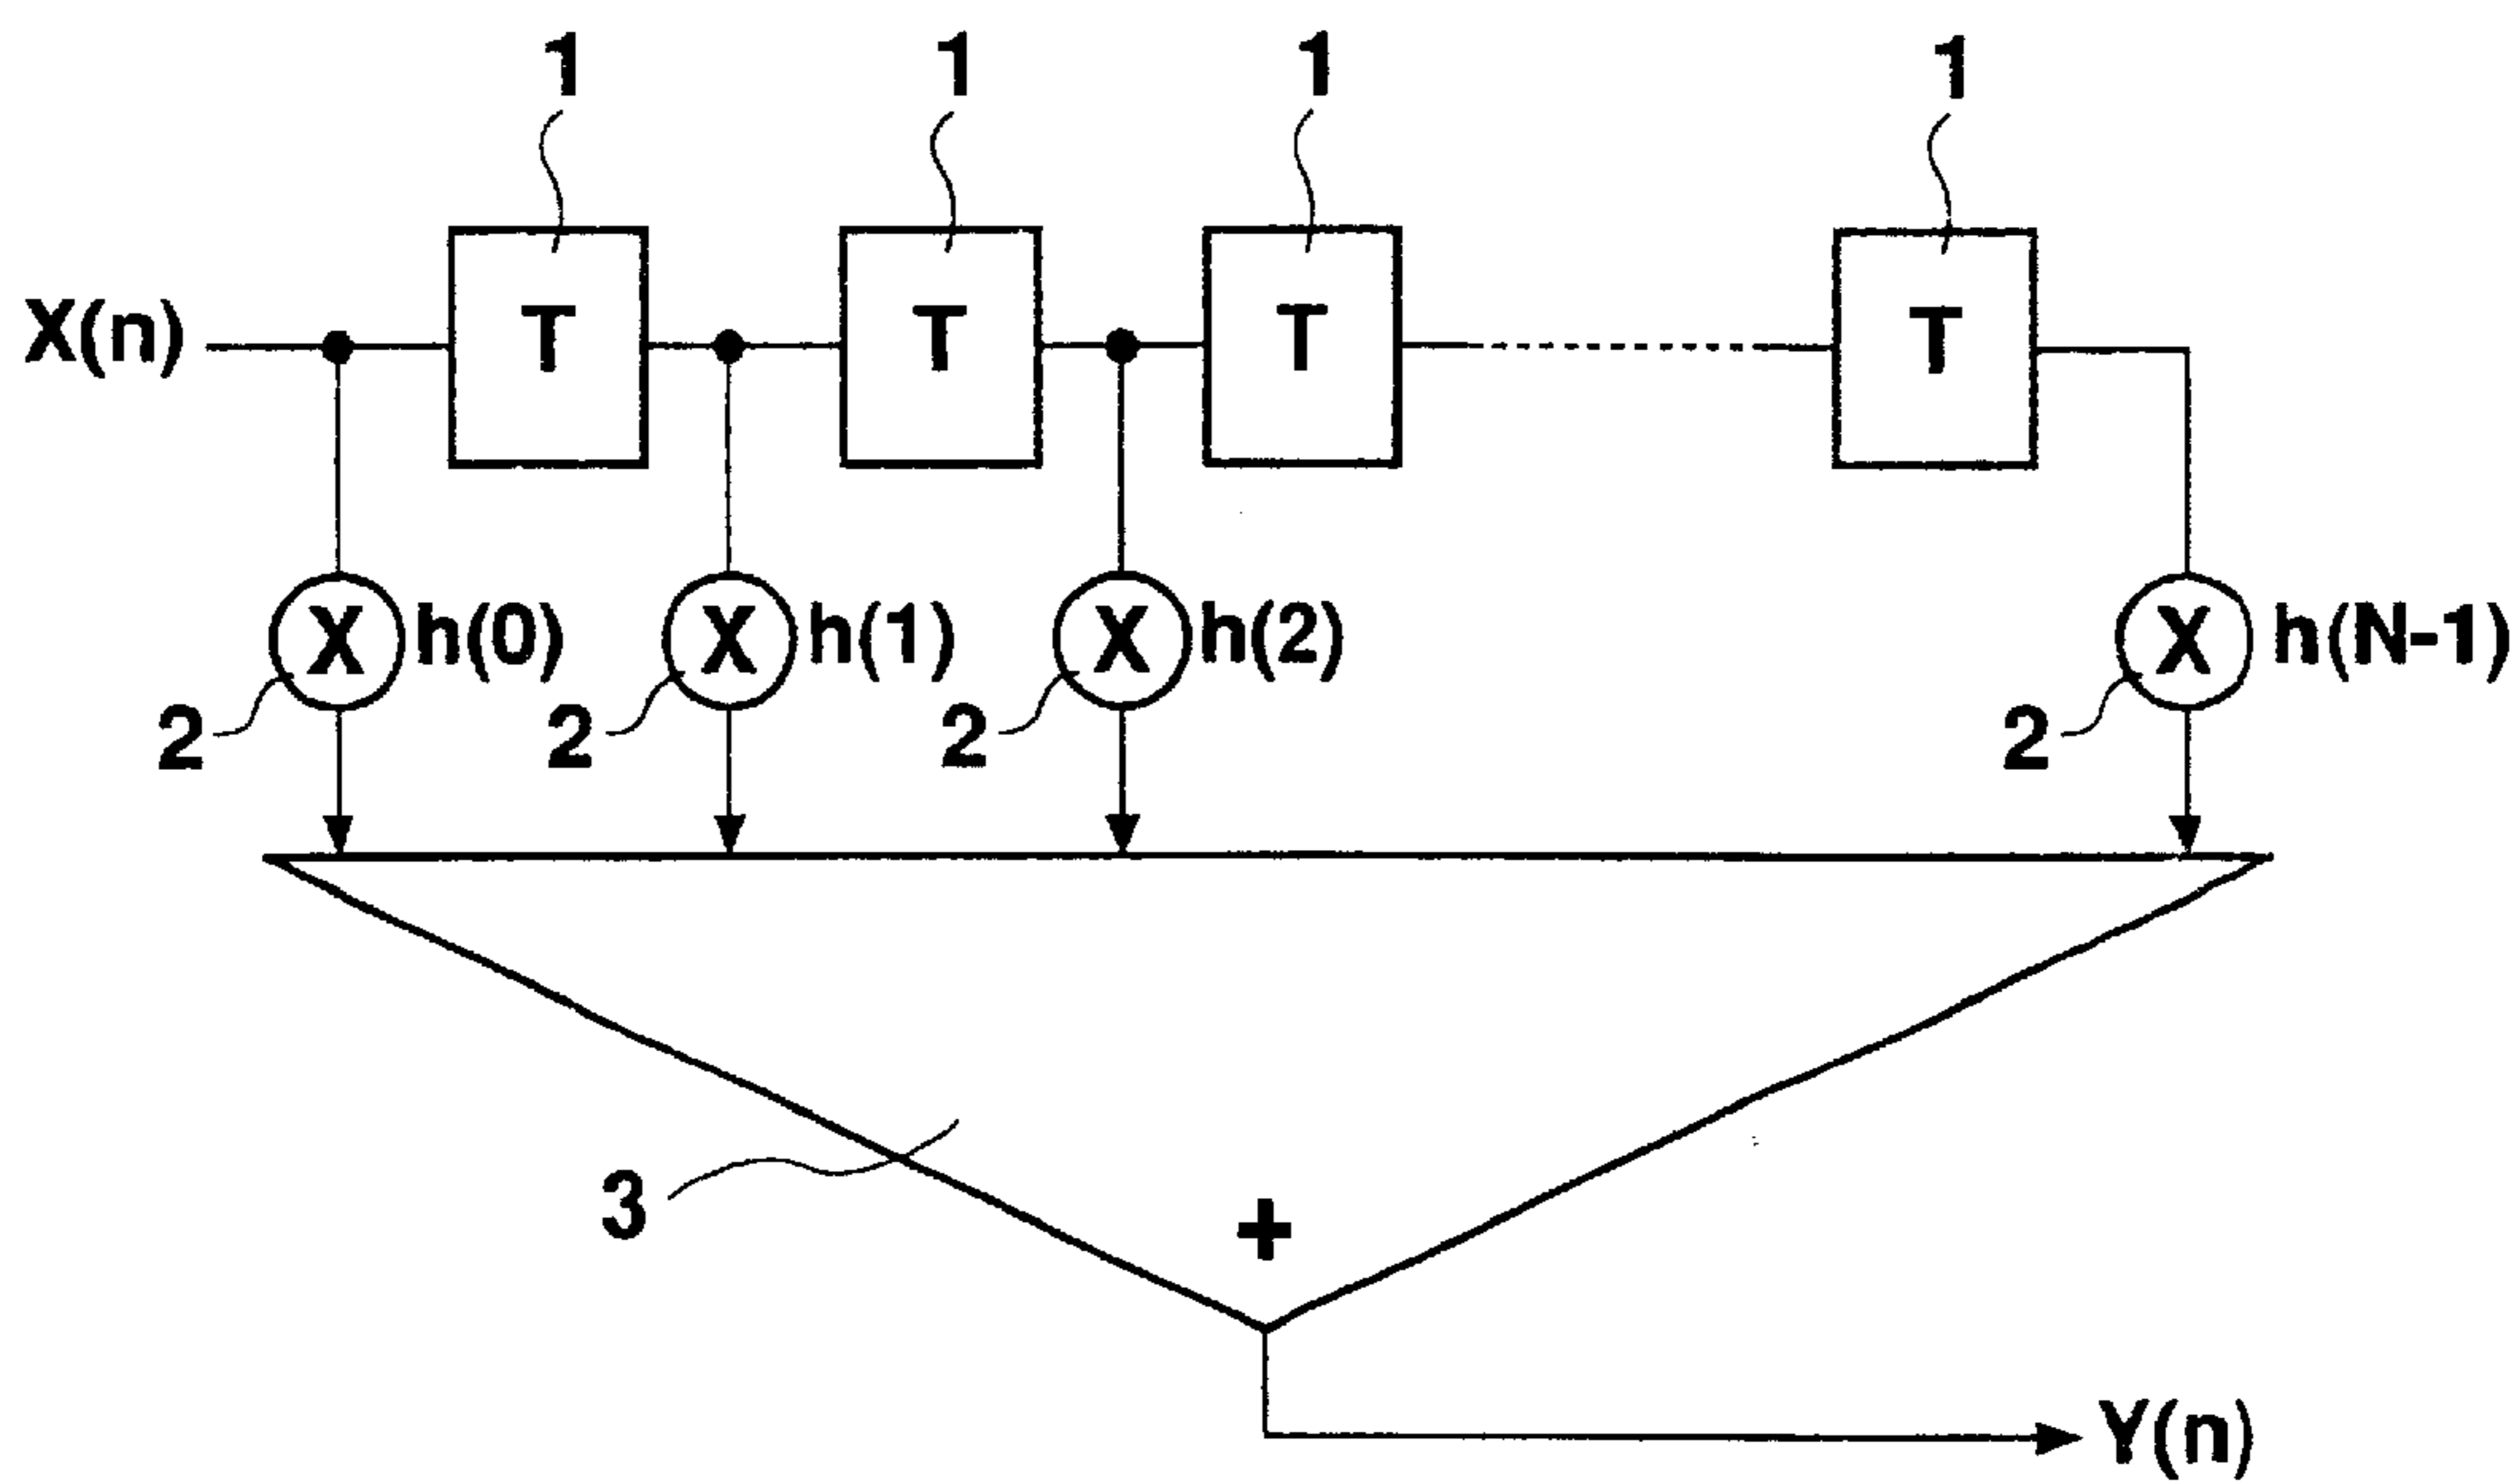 1 1 1 1
X(n) T T T T
X h(0) X h(1) X h(2) X h(N-1)
2 2 2 2
3
+
Y(n)